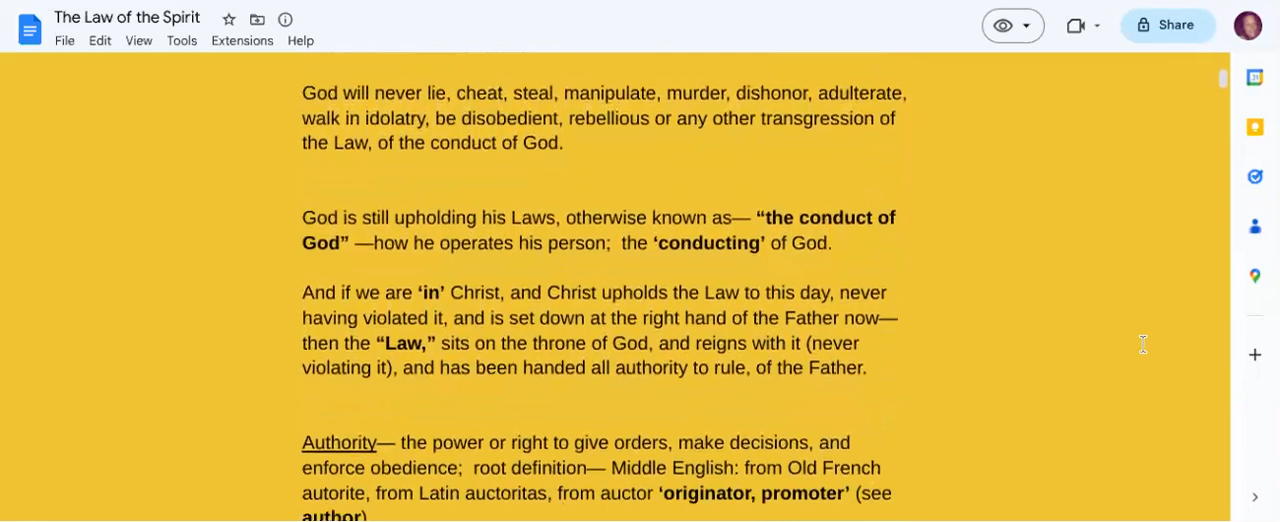 The Law of the Spirit
File Edit View Tools Extensions Help
Share
31
God will never lie, cheat, steal, manipulate, murder, dishonor, adulterate,
walk in idolatry, be disobedient, rebellious or any other transgression of
the Law, of the conduct of God.
God is still upholding his Laws, otherwise known as— “the conduct of
God” —how he operates his person;  the ‘conducting’ of God.
And if we are ‘in’ Christ, and Christ upholds the Law to this day, never
having violated it, and is set down at the right hand of the Father now—
then the “Law,” sits on the throne of God, and reigns with it (never
violating it), and has been handed all authority to rule, of the Father.
Authority— the power or right to give orders, make decisions, and
enforce obedience;  root definition— Middle English: from Old French
autorite, from Latin auctoritas, from auctor ‘originator, promoter’ (see
author)